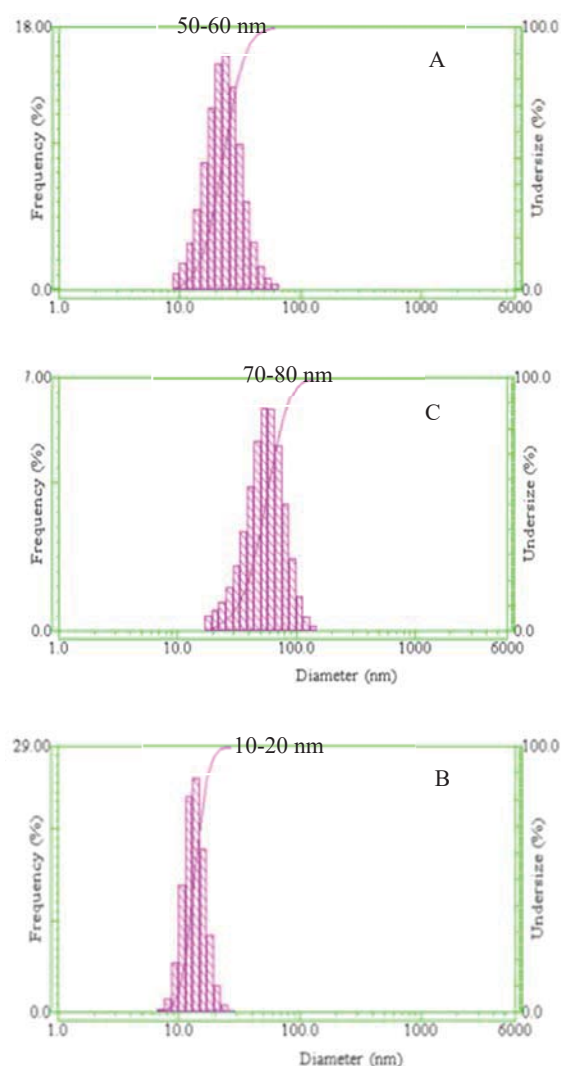 50-60 nm
18.00
100.0
A
Frequency (%)
Undersize (%)
0.0
0.0
1.0
10.0
100.0
1000
6000
70-80 nm
7.00
100.0
C
Frequency (%)
Undersize (%)
0.0
0.0
1.0
10.0
100.0
1000
6000
Diameter (nm)
10-20 nm
29.00
100.0
B
Frequency (%)
Undersize (%)
0.0
0.0
1.0
10.0
100.0
1000
6000
Diameter (nm)